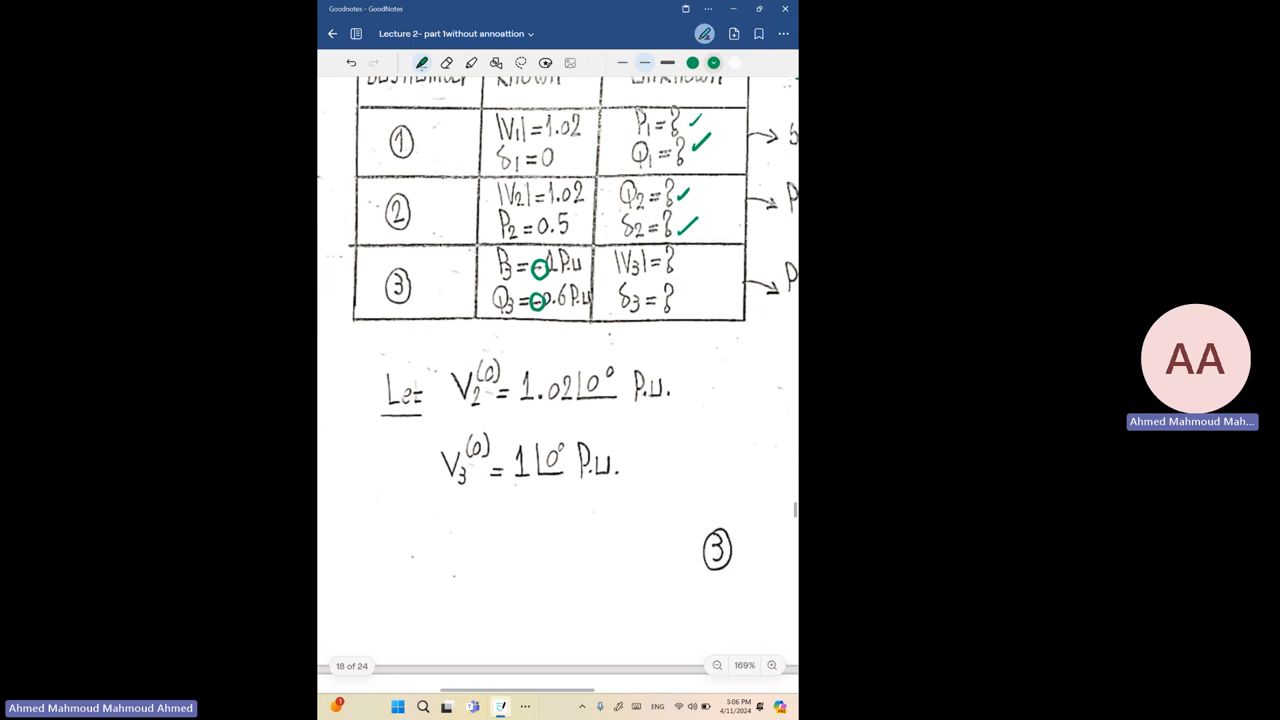 Goodnotes - GoodNotes
Lecture 2- part 1without annoattion
① |V₁| = 1.02 P₁ = ?
δ₁ = 0 Q₁ = ?
② |V₂| = 1.02 Q₂ = ?
P₂ = 0.5 δ₂ = ?
③ P₃ = -1 P.u |V₃| = ?
Q₃ = -0.6 P.u δ₃ = ?
Let V₂⁽⁰⁾ = 1.02∠0° P.u.
V₃⁽⁰⁾ = 1∠0° P.u.
③
18 of 24
169%
ENG
5:06 PM
4/11/2024
AA
Ahmed Mahmoud Mah...
Ahmed Mahmoud Mahmoud Ahmed